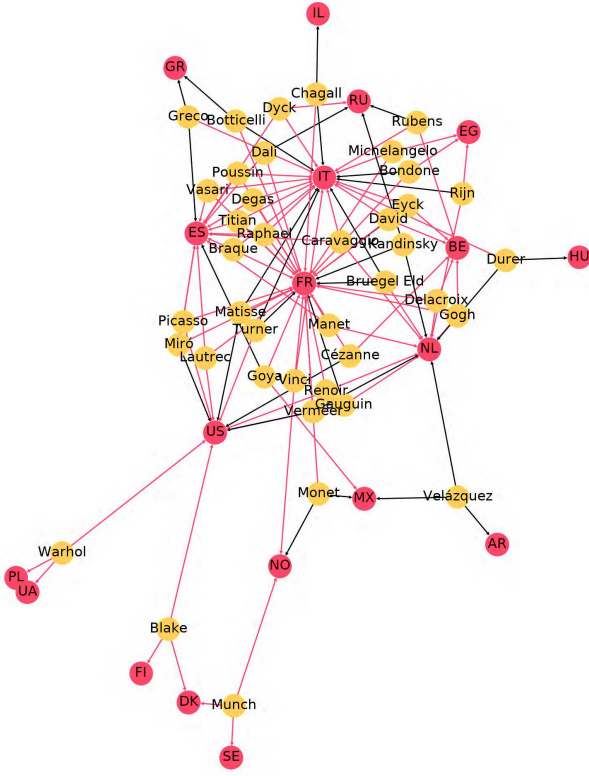 IL
GR
Chagall
RU
Dyck
Greco
Botticelli
Rubens
EG
Dali
Michelangelo
Poussin
Bondone
IT
Vasari
Rijn
Degas
Eyck
Titian
David
ES
Raphael
Caravaggio
Kandinsky
BE
Braque
Durer
HU
FR
Bruegel Eld
Delacroix
Matisse
Gogh
Picasso
Turner
Manet
Miró
NL
Lautrec
Cézanne
Goya
Vinci
Renoir
Gauguin
Vermeer
US
Monet
MX
Velázquez
AR
Warhol
NO
PL
UA
Blake
FI
DK
Munch
SE